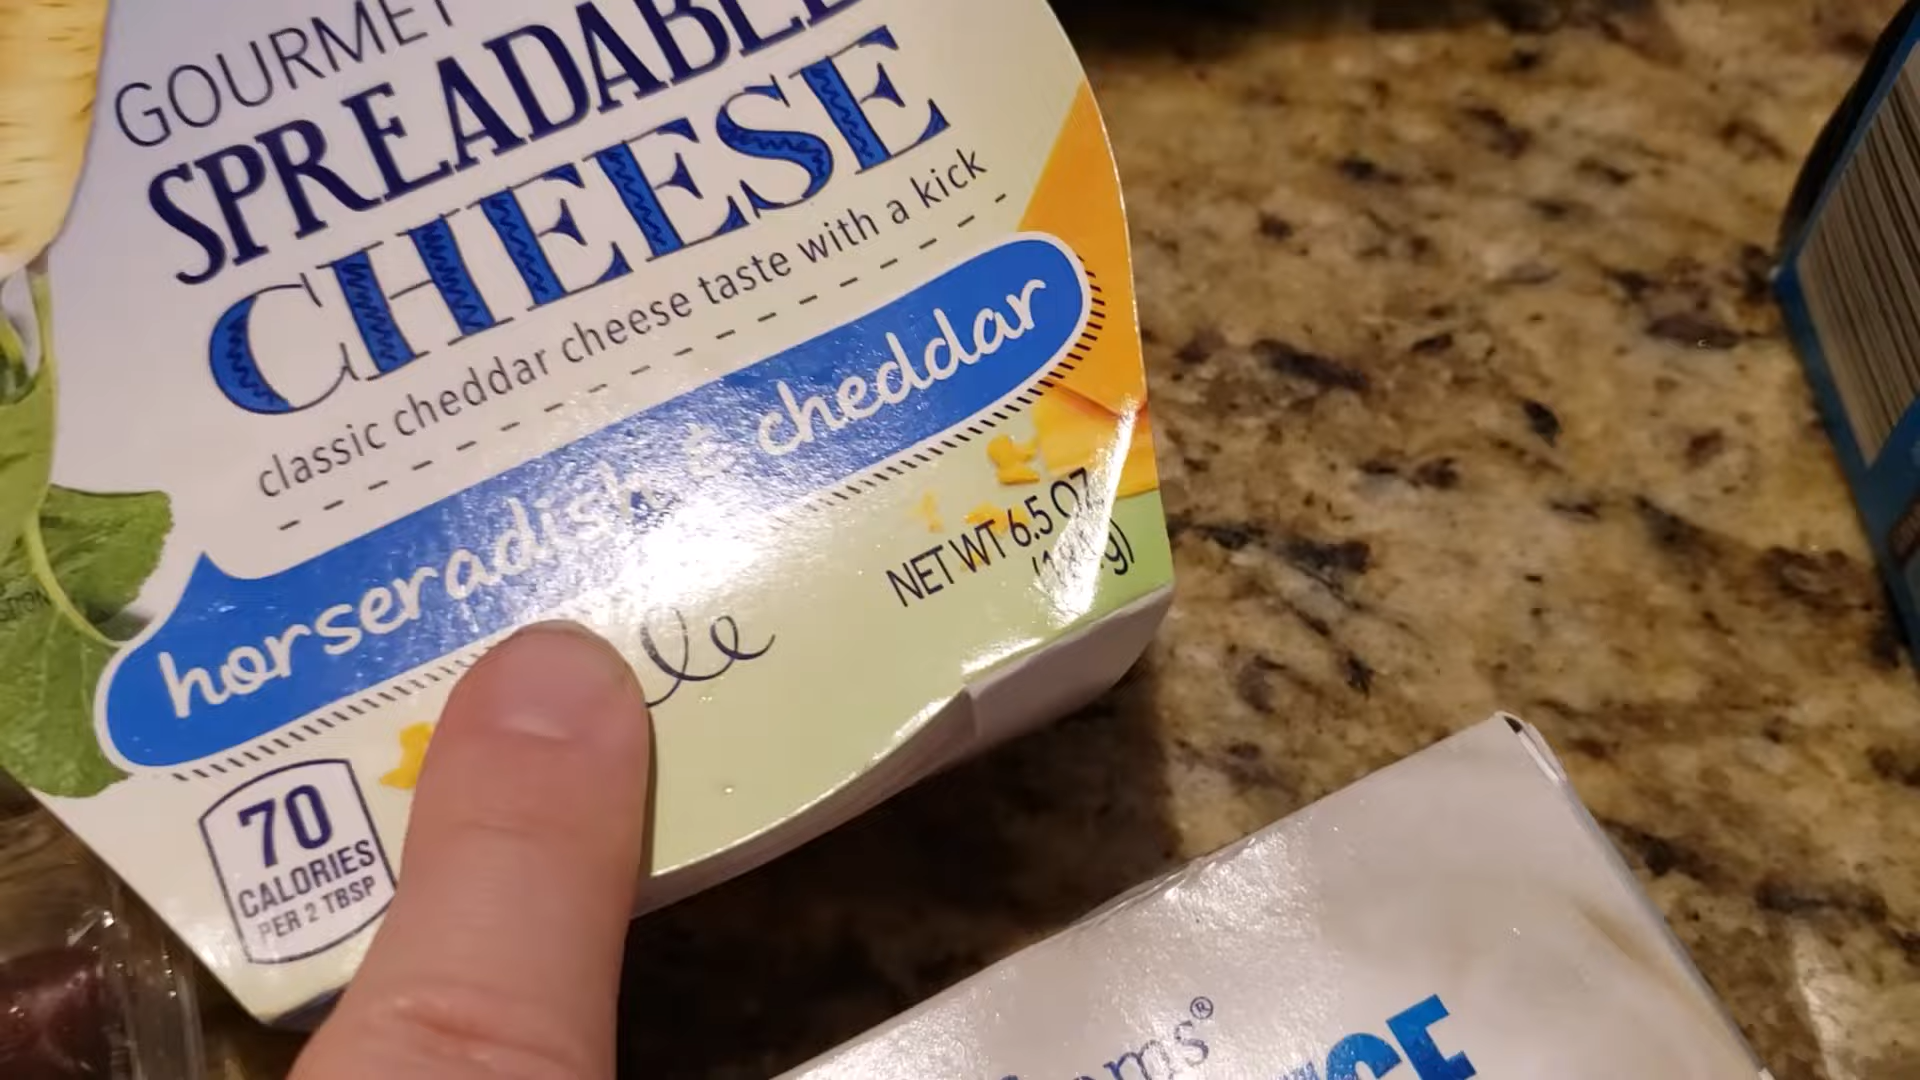 GOURMET
SPREADABLE
CHEESE
classic cheddar cheese taste with a kick
horseradish & cheddar
NET WT 6.5 OZ
70
CALORIES
PER 2 TBSP